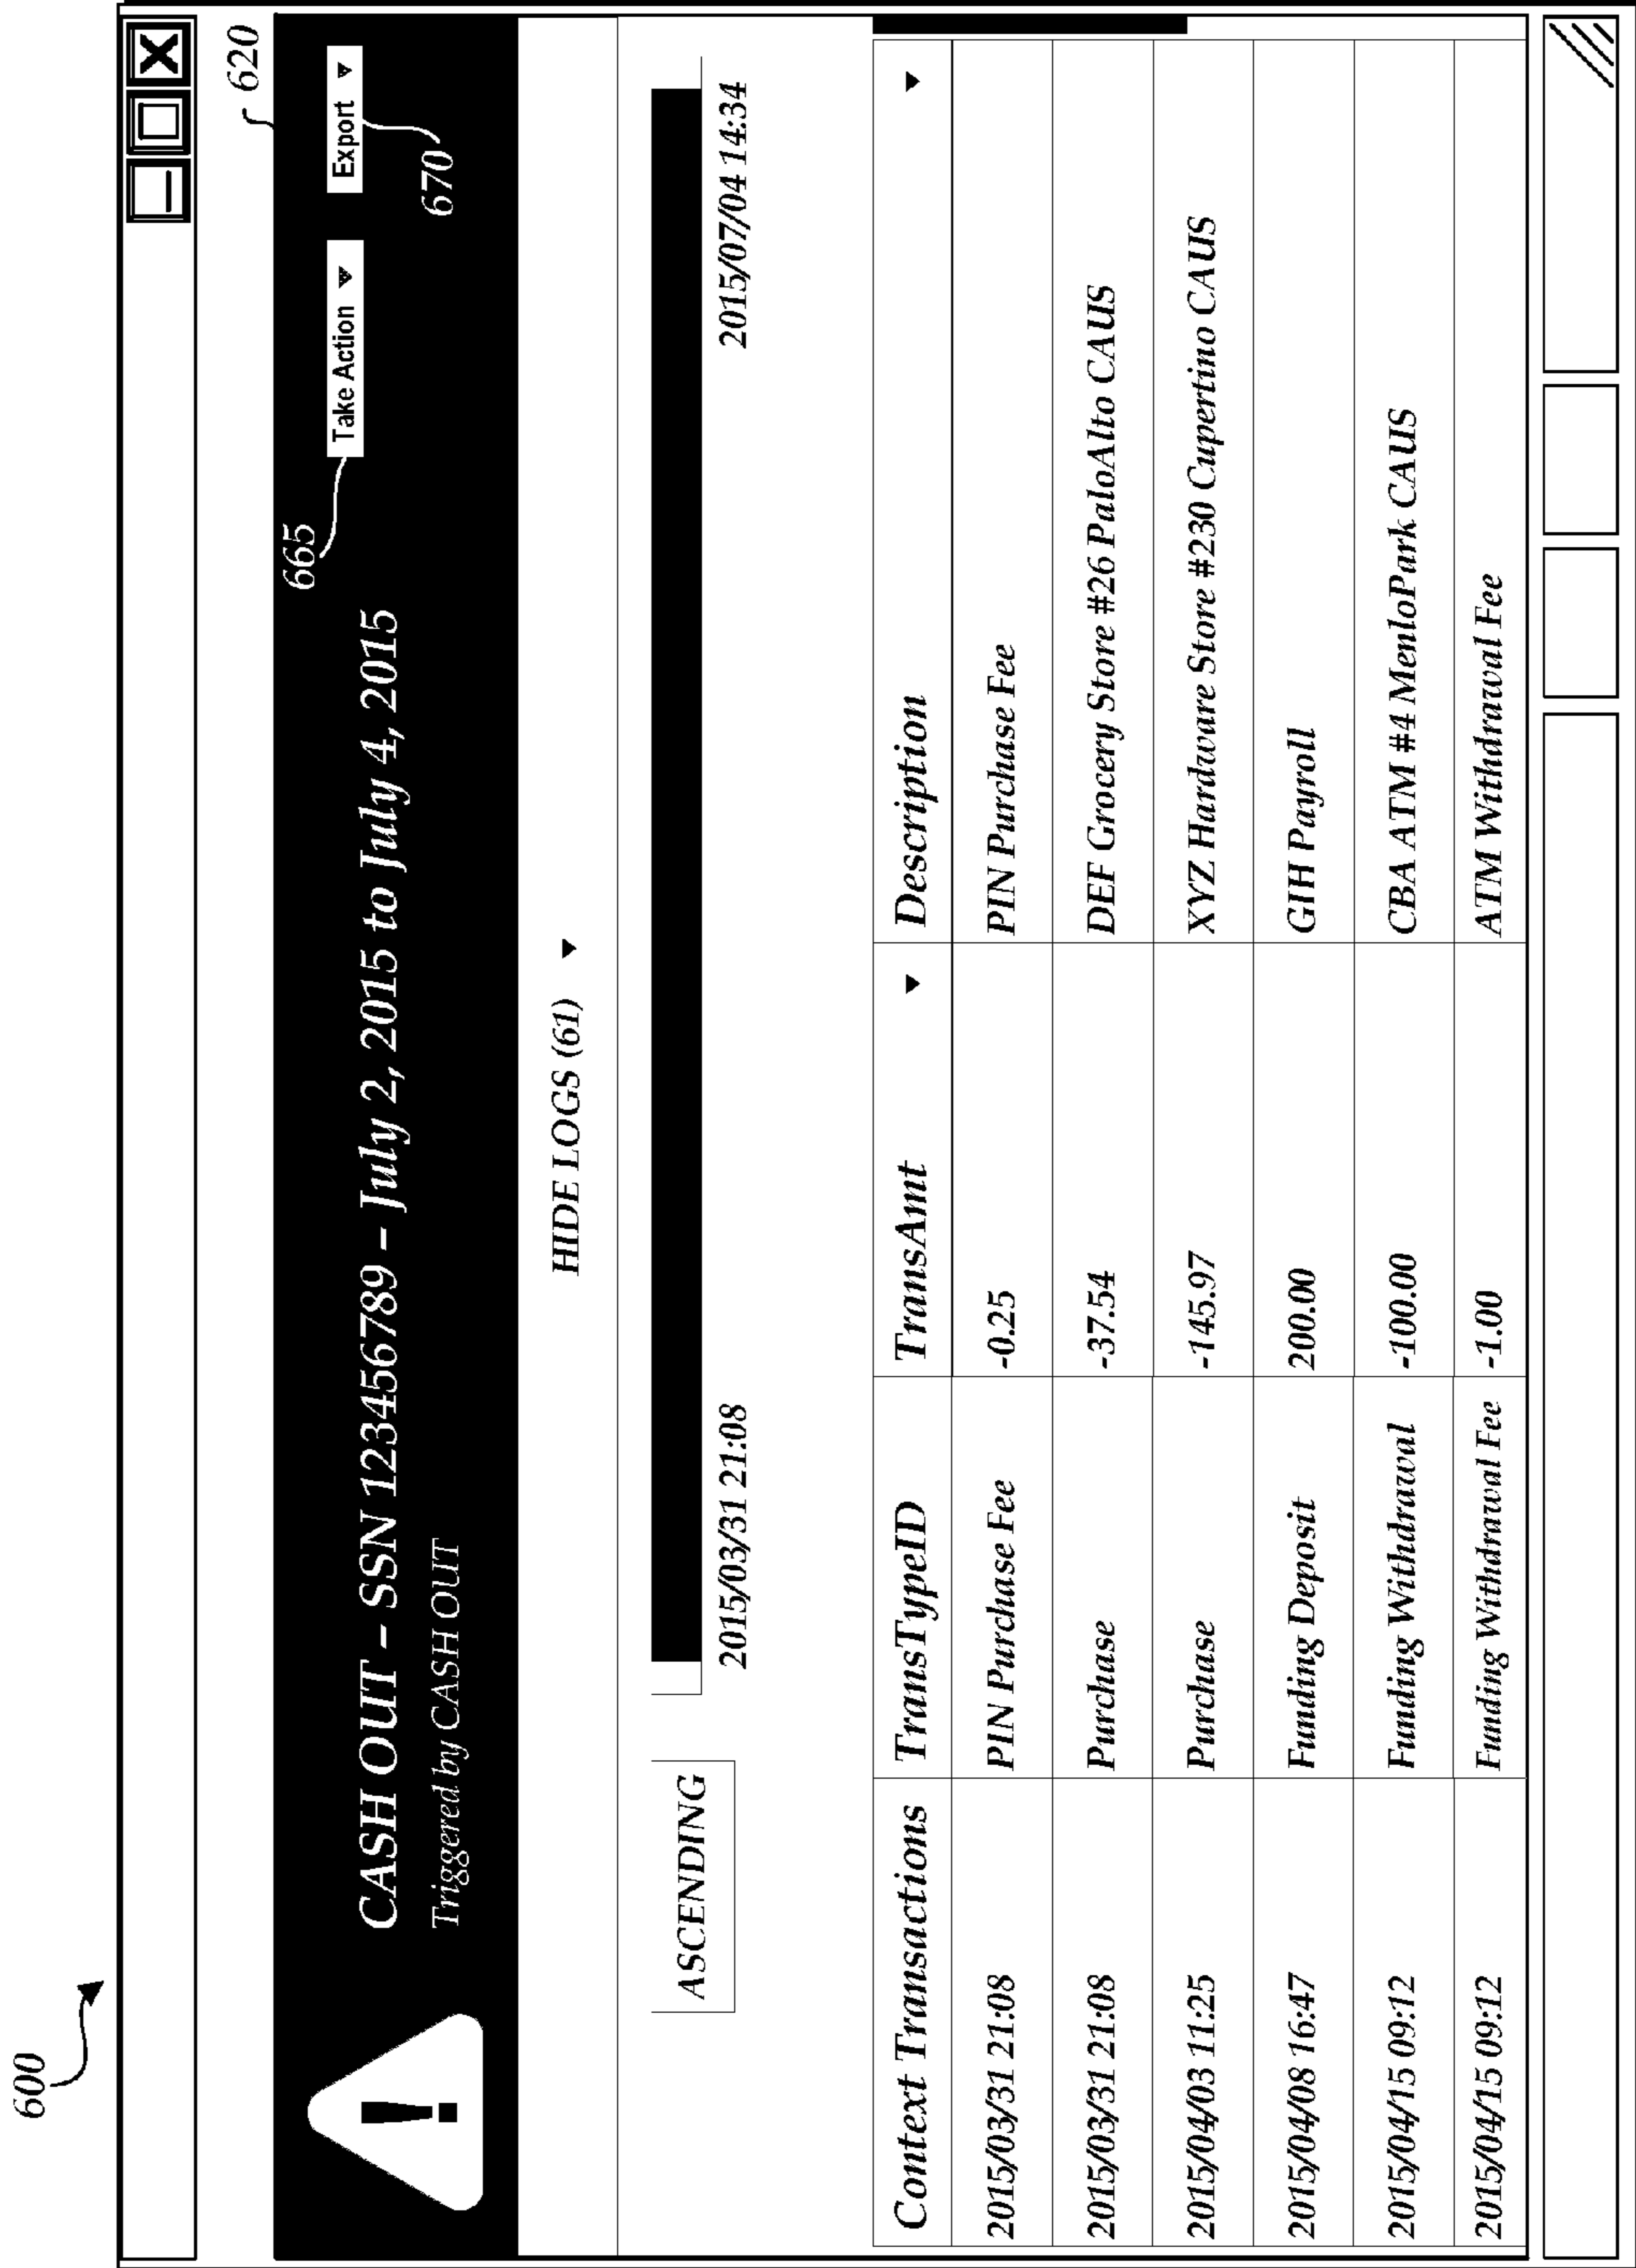 600
620
665
Take Action
Export
670
CASH OUT – SSN 123456789 – July 2, 2015 to July 4, 2015
Triggered by CASH OUT
HIDE LOGS (61)
ASCENDING
2015/03/31 21:08 2015/07/04 14:34
Context Transactions TransTypeID TransAmt Description
2015/03/31 21:08 PIN Purchase Fee -0.25 PIN Purchase Fee
2015/03/31 21:08 Purchase -37.54 DEF Grocery Store #26 PaloAlto CAUS
2015/04/03 11:25 Purchase -145.97 XYZ Hardware Store #230 Cupertino CAUS
2015/04/08 16:47 Funding Deposit 200.00 GIH Payroll
2015/04/15 09:12 Funding Withdrawal -100.00 CBA ATM #4 MenloPark CAUS
2015/04/15 09:12 Funding Withdrawal Fee -1.00 ATM Withdrawal Fee